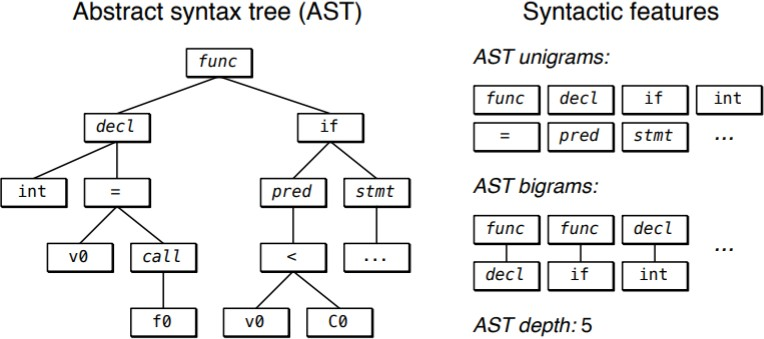 Abstract syntax tree (AST)
func
decl if
int = pred stmt
v0 call < ...
f0 v0 C0
Syntactic features
AST unigrams:
func decl if int
= pred stmt ...
AST bigrams:
func func decl
...
decl if int
AST depth: 5